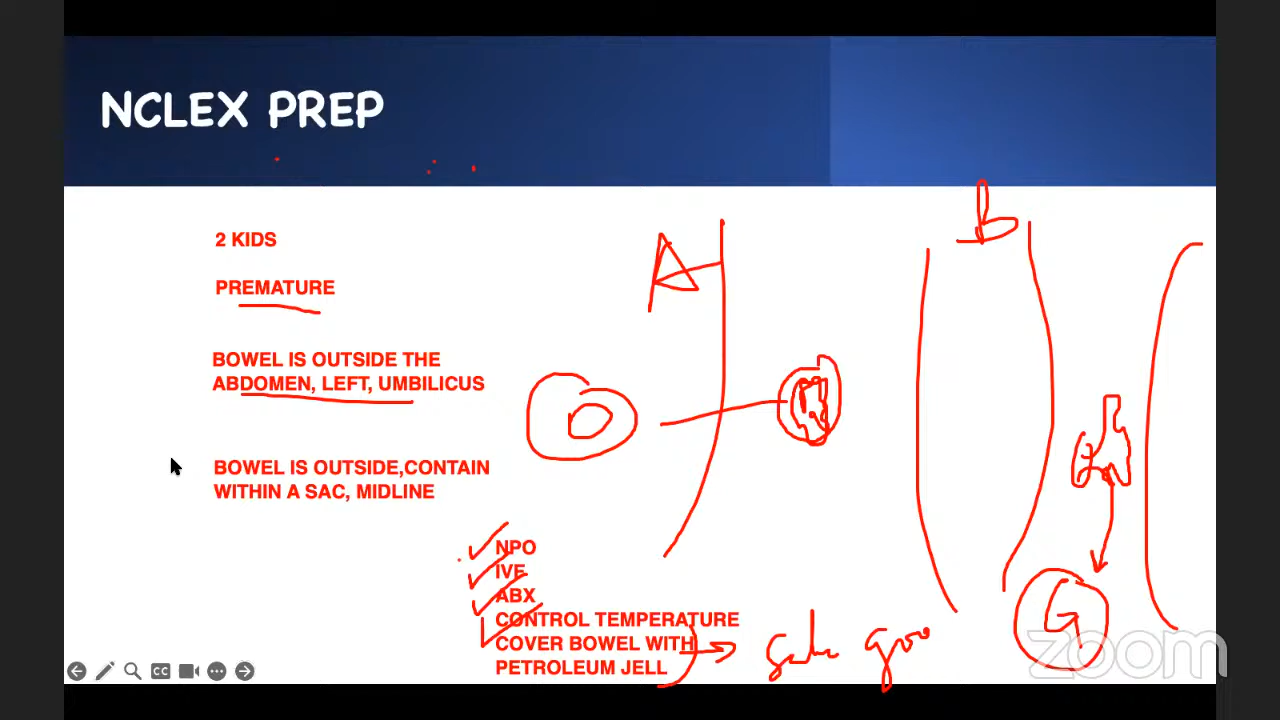 NCLEX PREP
2 KIDS
PREMATURE
BOWEL IS OUTSIDE THE
ABDOMEN, LEFT, UMBILICUS
BOWEL IS OUTSIDE,CONTAIN
WITHIN A SAC, MIDLINE
NPO
IVF
ABX
CONTROL TEMPERATURE
COVER BOWEL WITH
PETROLEUM JELL
A
B
G
zoom
CC